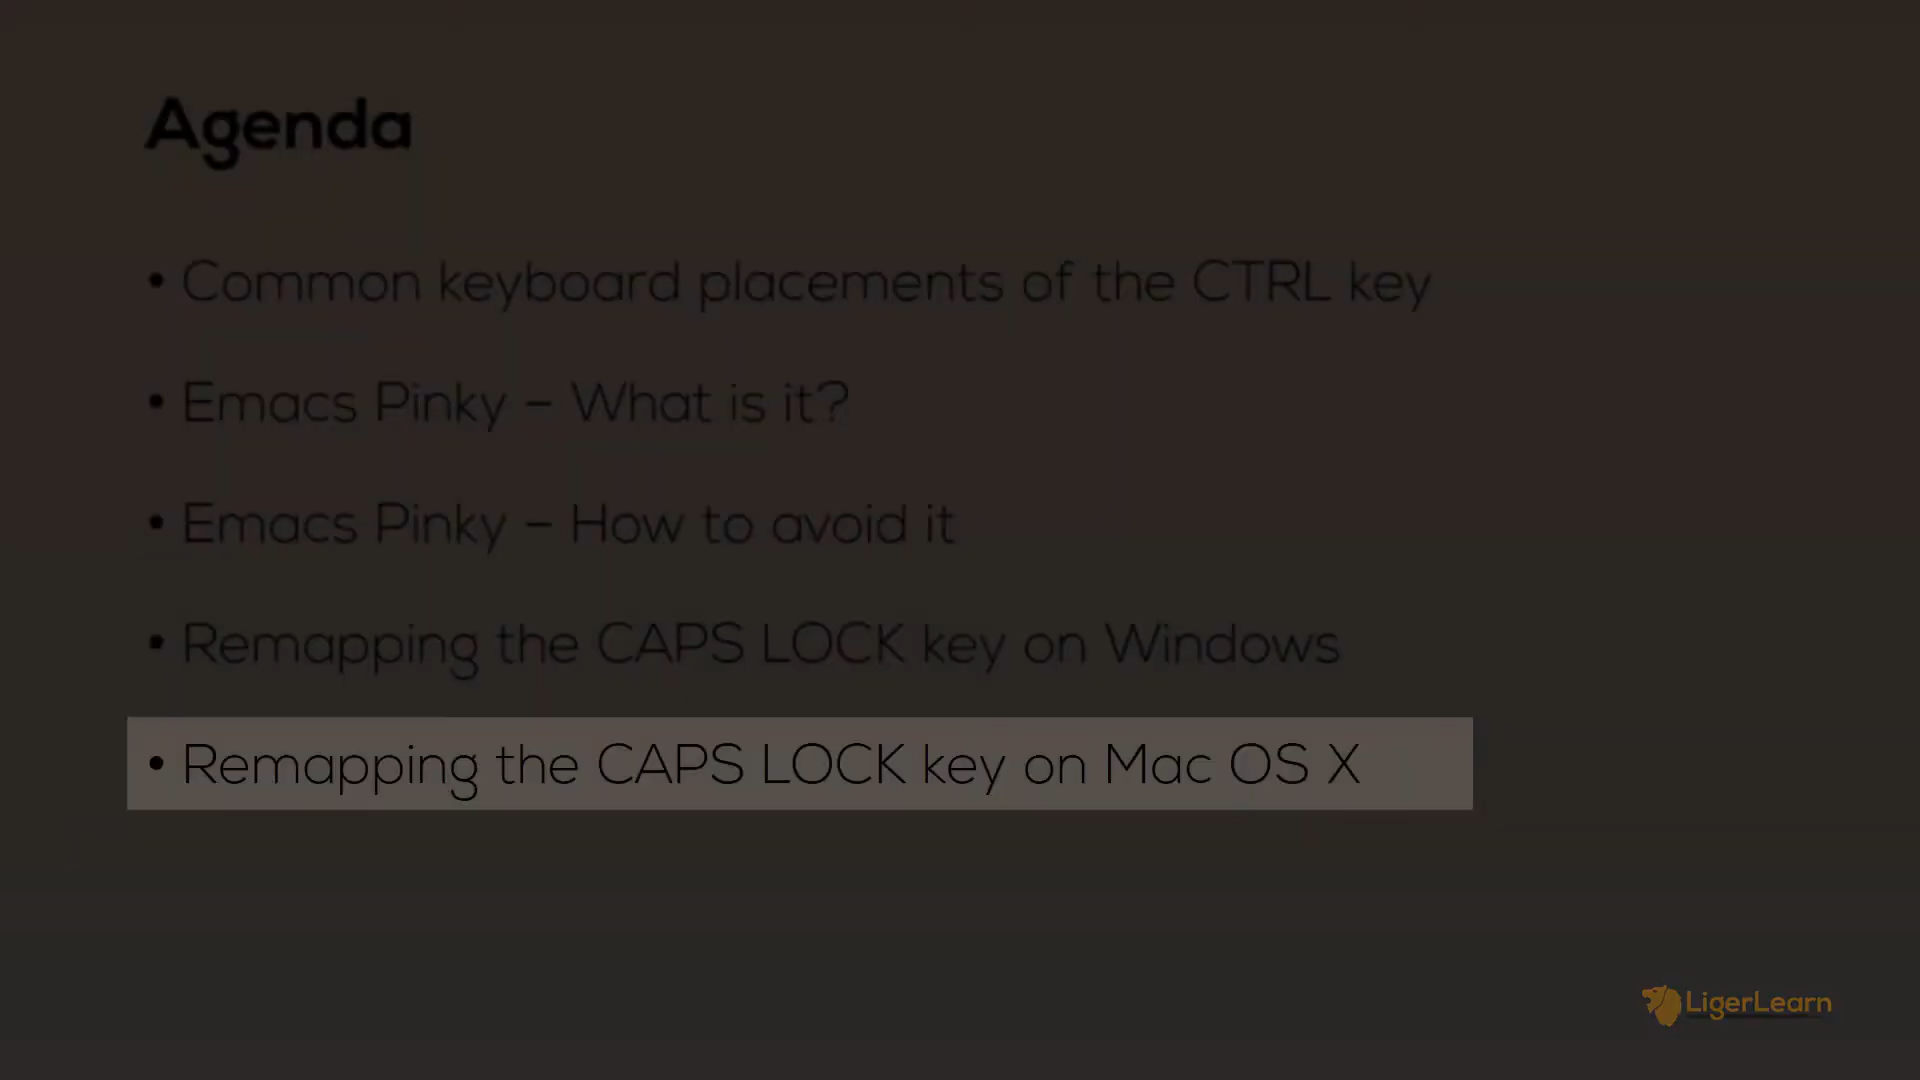 Agenda
• Common keyboard placements of the CTRL key
• Emacs Pinky – What is it?
• Emacs Pinky – How to avoid it
• Remapping the CAPS LOCK key on Windows
• Remapping the CAPS LOCK key on Mac OS X
LigerLearn